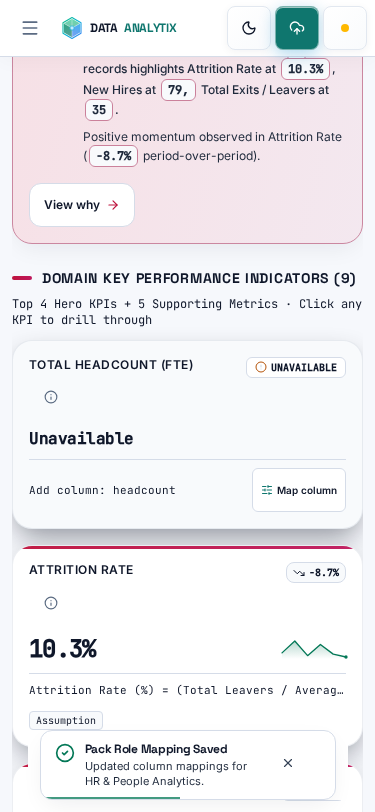 DATA ANALYTIX
records highlights Attrition Rate at 10.3% ,
New Hires at 79, Total Exits / Leavers at
35 .
Positive momentum observed in Attrition Rate
( -8.7% period-over-period).
View why
DOMAIN KEY PERFORMANCE INDICATORS (9)
Top 4 Hero KPIs + 5 Supporting Metrics · Click any
KPI to drill through
TOTAL HEADCOUNT (FTE)
UNAVAILABLE
Unavailable
Add column: headcount
Map column
ATTRITION RATE
-8.7%
10.3%
Attrition Rate (%) = (Total Leavers / Averag…
Assumption
Pack Role Mapping Saved
Updated column mappings for
HR & People Analytics.